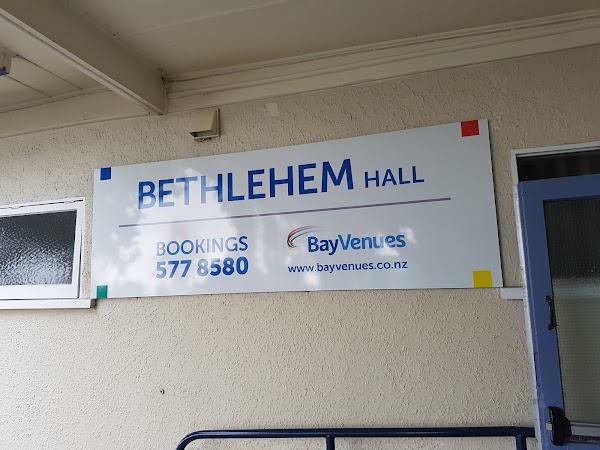 BETHLEHEM HALL
BOOKINGS
577 8580
BayVenues
www.bayvenues.co.nz